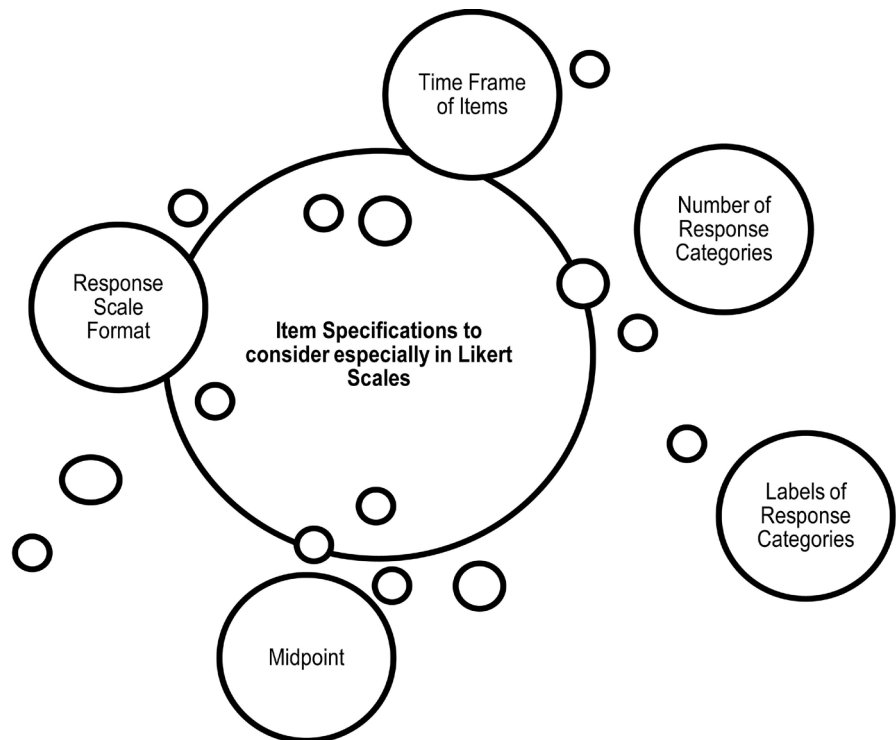 Time Frame
of Items
Number of
Response
Categories
Response
Scale
Format
Item Specifications to
consider especially in Likert
Scales
Labels of
Response
Categories
Midpoint